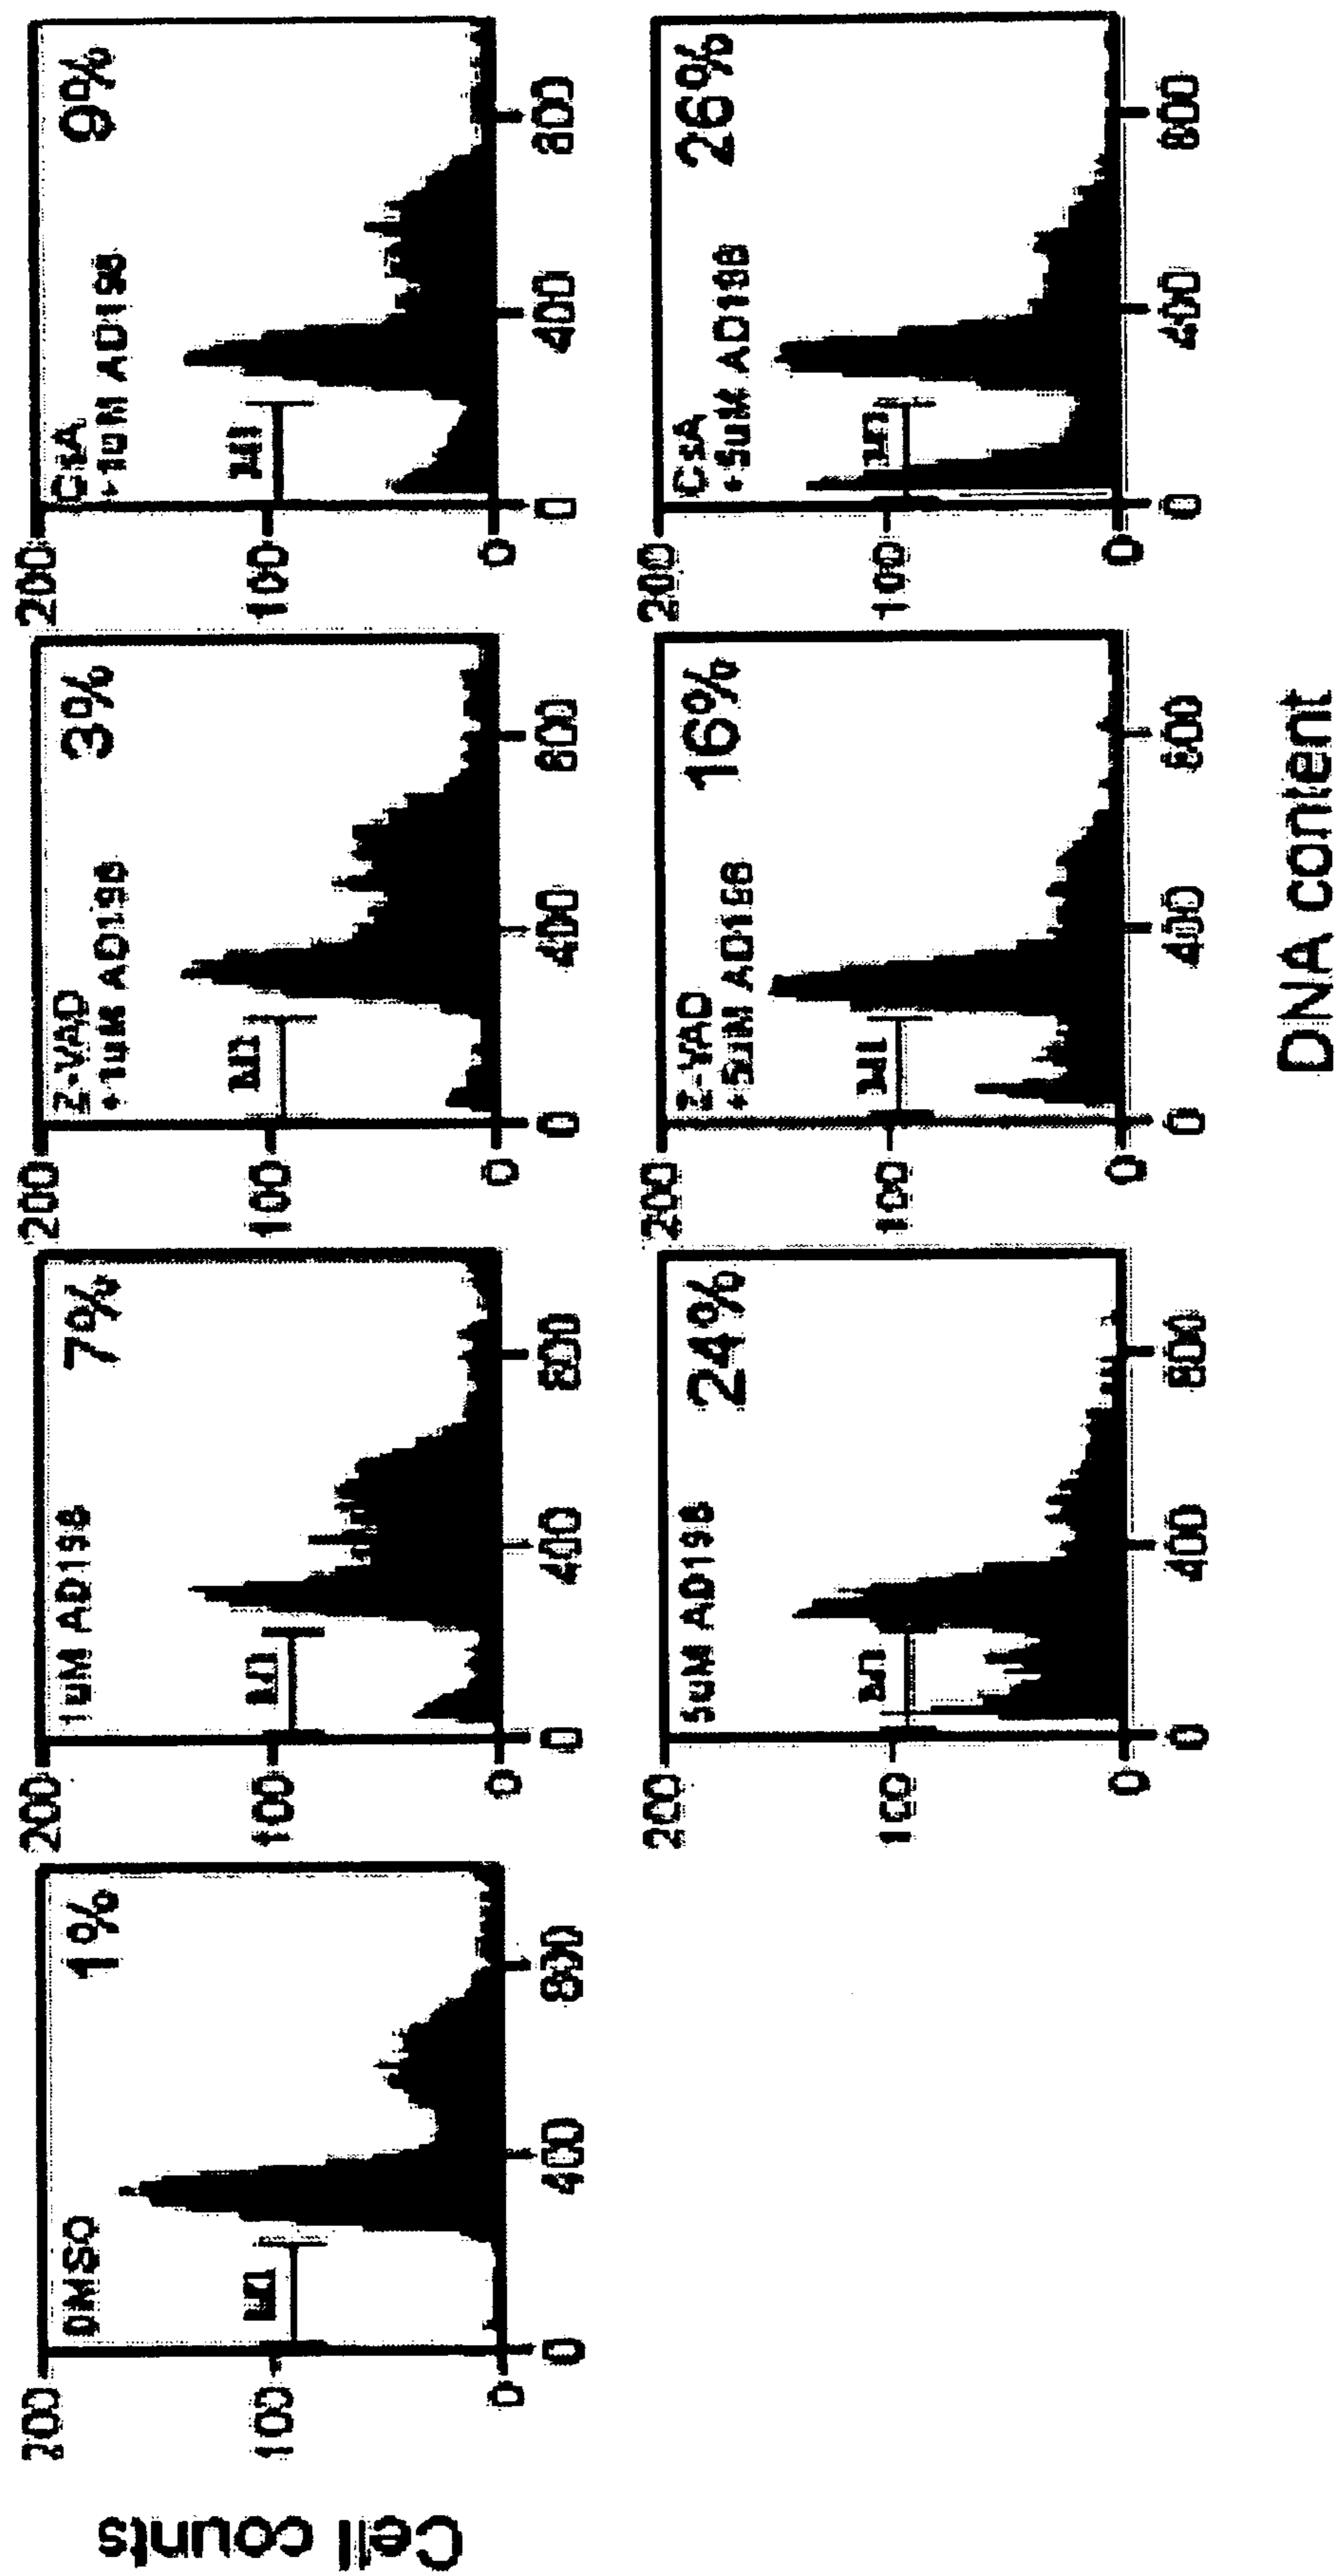 Cell counts
DMSO
1%
M1
200
100
0
0
400
800
1uM AD198
7%
M1
200
100
0
0
400
800
Z-VAD
+1uM AD198
3%
M1
200
100
0
0
400
800
CsA
+1uM AD198
9%
M1
200
100
0
0
400
800
5uM AD198
24%
M1
200
100
0
0
400
800
Z-VAD
+5uM AD198
16%
M1
200
100
0
0
400
800
CsA
+5uM AD198
26%
M1
200
100
0
0
400
800
DNA content